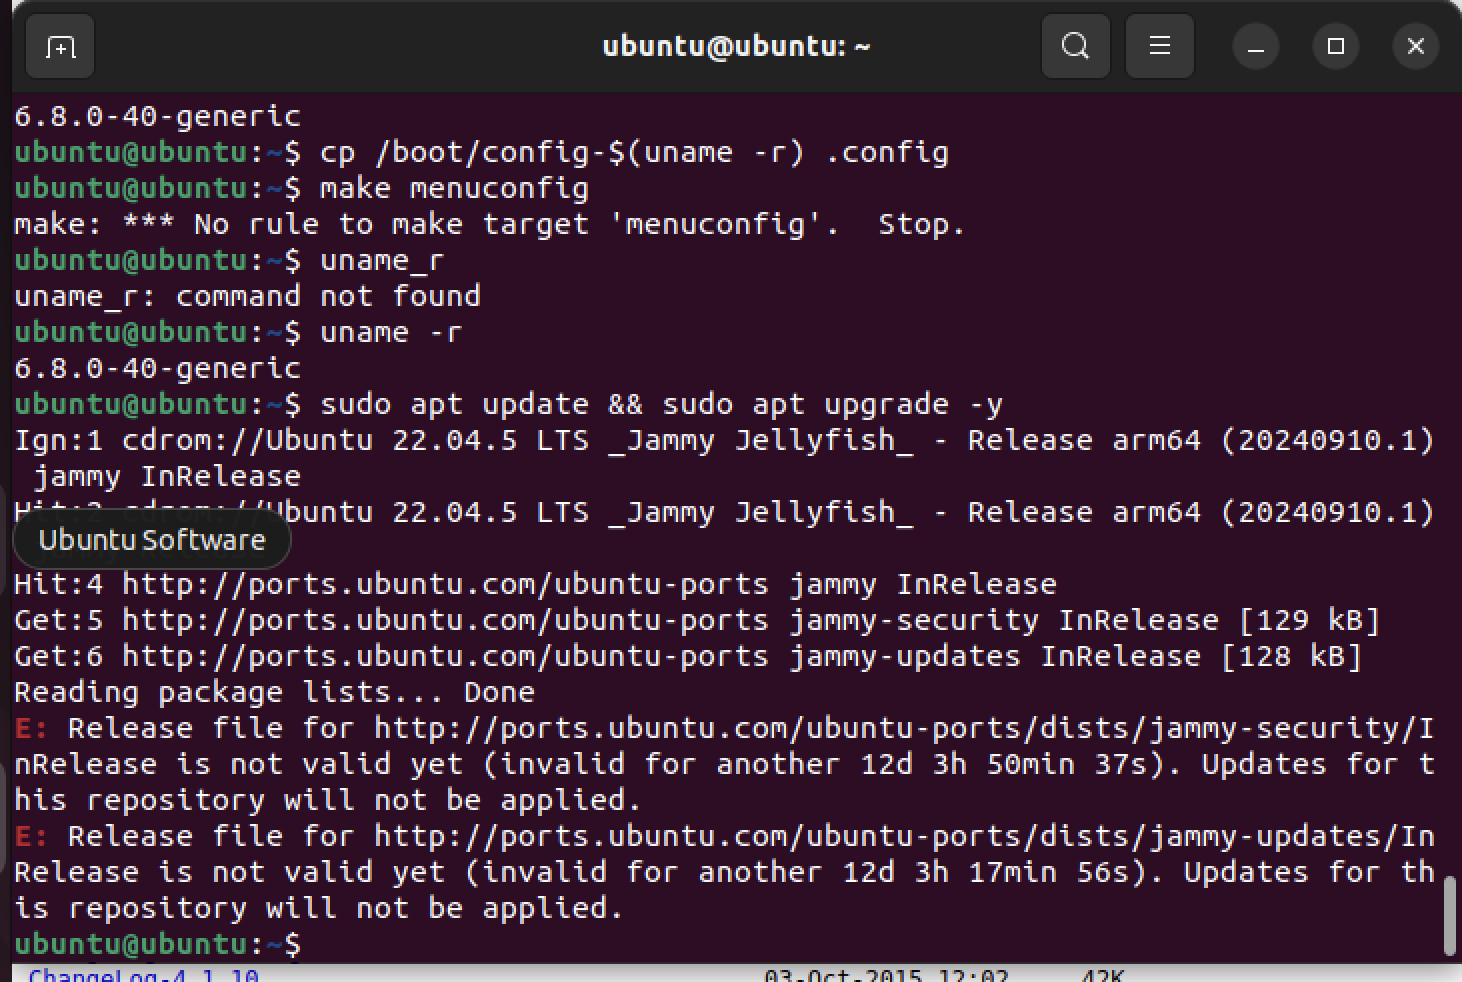 ubuntu@ubuntu: ~
6.8.0-40-generic
ubuntu@ubuntu:~$ cp /boot/config-$(uname -r) .config
ubuntu@ubuntu:~$ make menuconfig
make: *** No rule to make target 'menuconfig'.  Stop.
ubuntu@ubuntu:~$ uname_r
uname_r: command not found
ubuntu@ubuntu:~$ uname -r
6.8.0-40-generic
ubuntu@ubuntu:~$ sudo apt update && sudo apt upgrade -y
Ign:1 cdrom://Ubuntu 22.04.5 LTS _Jammy Jellyfish_ - Release arm64 (20240910.1)
 jammy InRelease
Hit:2 cdrom://Ubuntu 22.04.5 LTS _Jammy Jellyfish_ - Release arm64 (20240910.1)
Ubuntu Software
Hit:4 http://ports.ubuntu.com/ubuntu-ports jammy InRelease
Get:5 http://ports.ubuntu.com/ubuntu-ports jammy-security InRelease [129 kB]
Get:6 http://ports.ubuntu.com/ubuntu-ports jammy-updates InRelease [128 kB]
Reading package lists... Done
E: Release file for http://ports.ubuntu.com/ubuntu-ports/dists/jammy-security/I
nRelease is not valid yet (invalid for another 12d 3h 50min 37s). Updates for t
his repository will not be applied.
E: Release file for http://ports.ubuntu.com/ubuntu-ports/dists/jammy-updates/In
Release is not valid yet (invalid for another 12d 3h 17min 56s). Updates for th
is repository will not be applied.
ubuntu@ubuntu:~$
ChangeLog-4.1.10 03-Oct-2015 12:02 42K